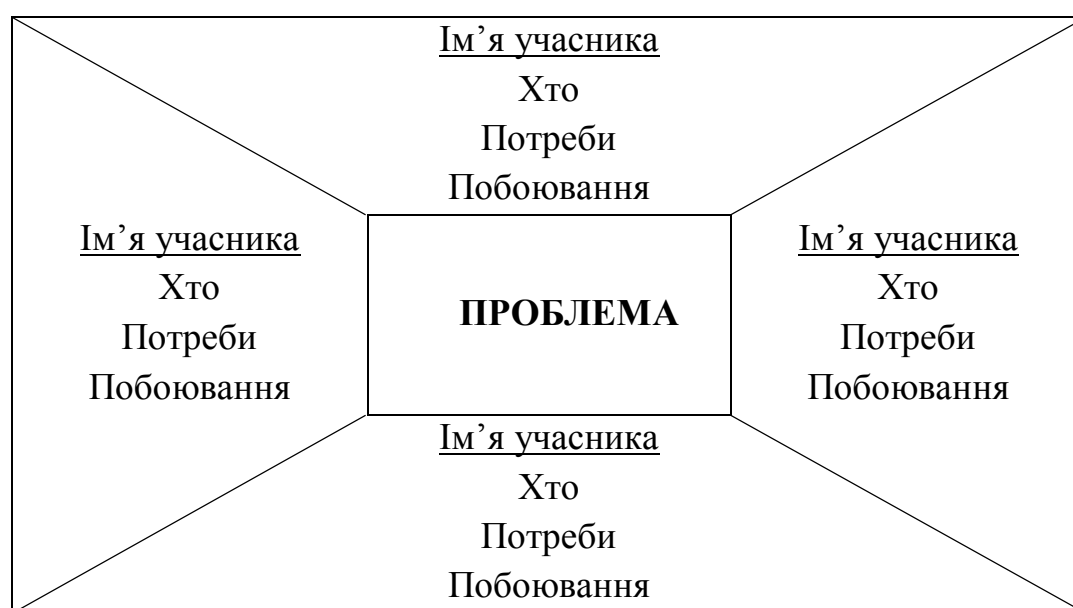 Ім’я учасника
Хто
Потреби
Побоювання
Ім’я учасника
Хто
Потреби
Побоювання
ПРОБЛЕМА
Ім’я учасника
Хто
Потреби
Побоювання
Ім’я учасника
Хто
Потреби
Побоювання